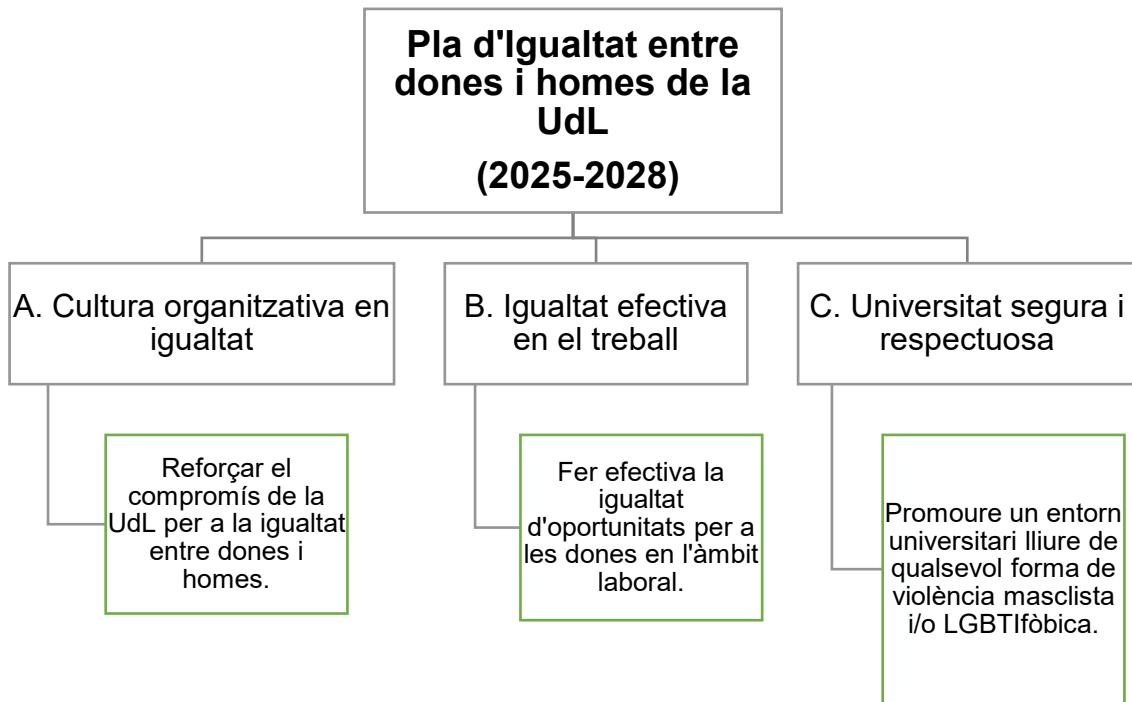 Pla d'Igualtat entre
dones i homes de la
UdL
(2025-2028)
A. Cultura organitzativa en
igualtat
B. Igualtat efectiva
en el treball
C. Universitat segura i
respectuosa
Reforçar el
compromís de la
UdL per a la igualtat
entre dones i
homes.
Fer efectiva la
igualtat
d'oportunitats per a
les dones en l'àmbit
laboral.
Promoure un entorn
universitari lliure de
qualsevol forma de
violència masclista
i/o LGBTIfòbica.